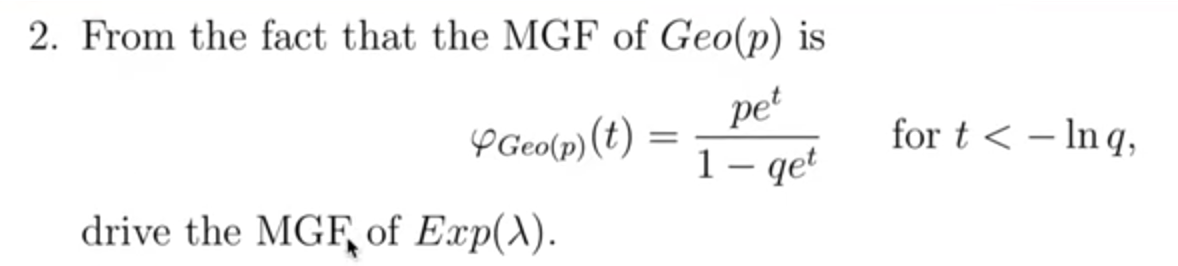 2. From the fact that the MGF of Geo(p) is
φ_{Geo(p)}(t) = \frac{pe^t}{1 − qe^t} for t < − ln q,
drive the MGF of Exp(λ).